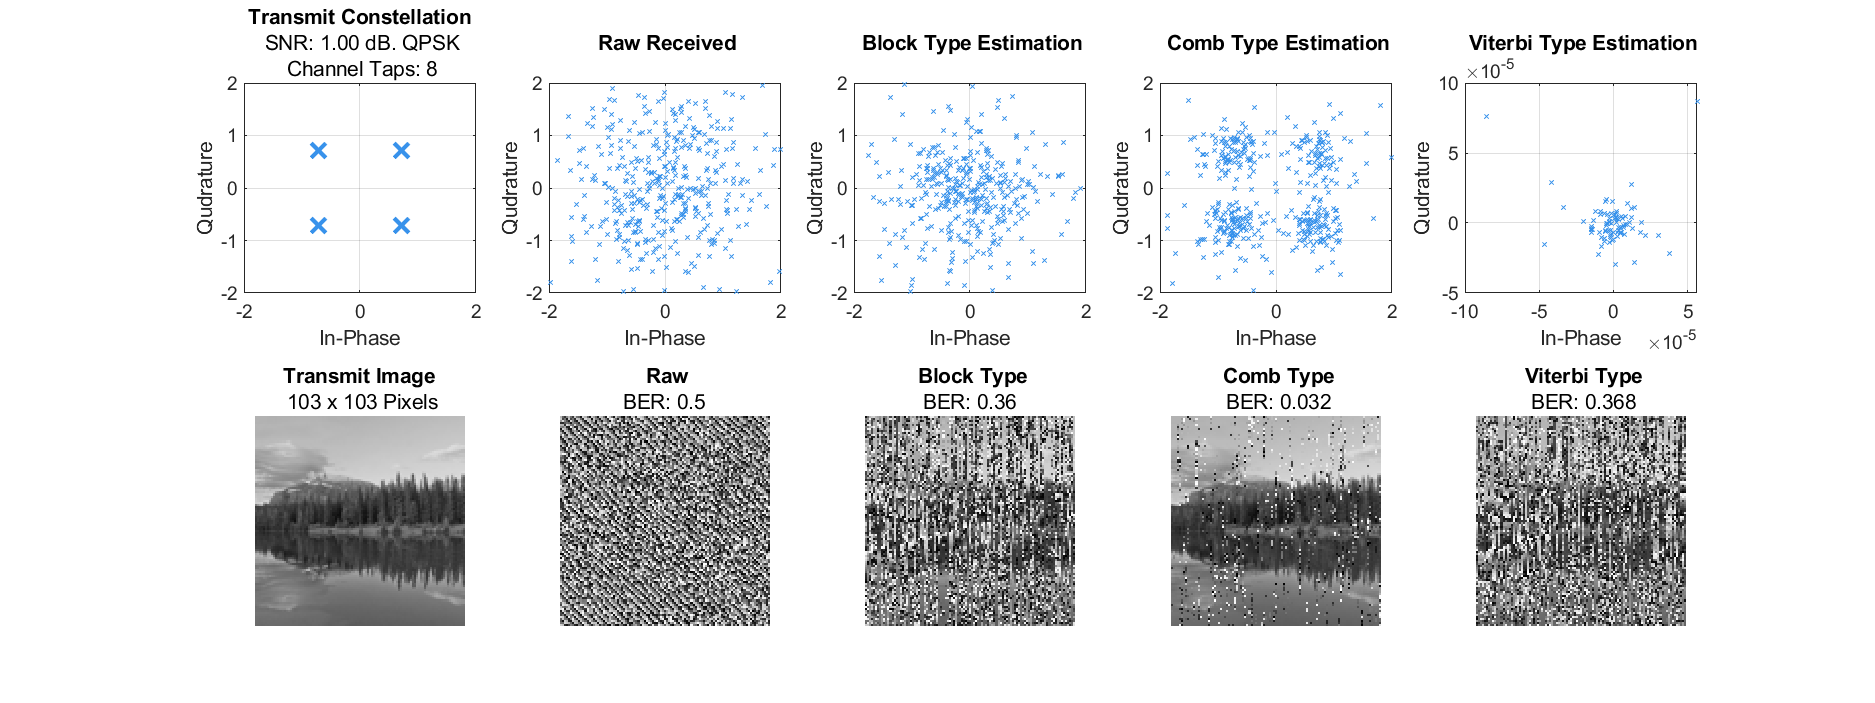 Transmit Constellation
SNR: 1.00 dB. QPSK
Channel Taps: 8
2
1
0
-1
-2
-2
0
2
Qudrature
In-Phase
Raw Received
2
1
0
-1
-2
-2
0
2
Qudrature
In-Phase
Block Type Estimation
2
1
0
-1
-2
-2
0
2
Qudrature
In-Phase
Comb Type Estimation
2
1
0
-1
-2
-2
0
2
Qudrature
In-Phase
Viterbi Type Estimation
×10-5
10
5
0
-5
-10
-5
0
5
Qudrature
In-Phase
×10-5
Transmit Image
103 x 103 Pixels
Raw
BER: 0.5
Block Type
BER: 0.36
Comb Type
BER: 0.032
Viterbi Type
BER: 0.368